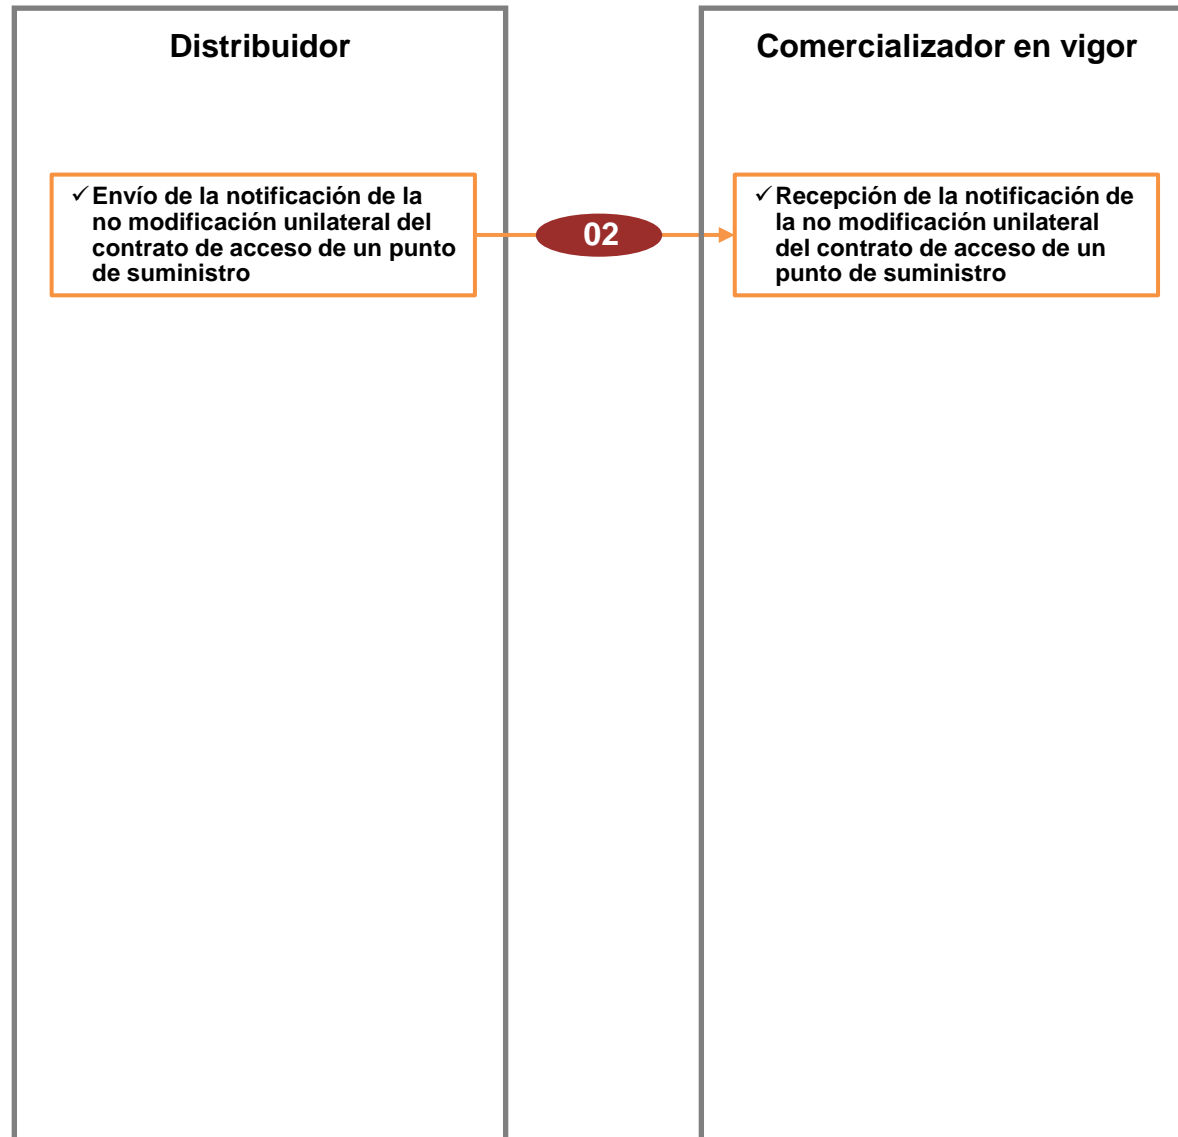 Distribuidor
✓ Envío de la notificación de la
no modificación unilateral del
contrato de acceso de un punto
de suministro
02
Comercializador en vigor
✓ Recepción de la notificación de
la no modificación unilateral
del contrato de acceso de un
punto de suministro